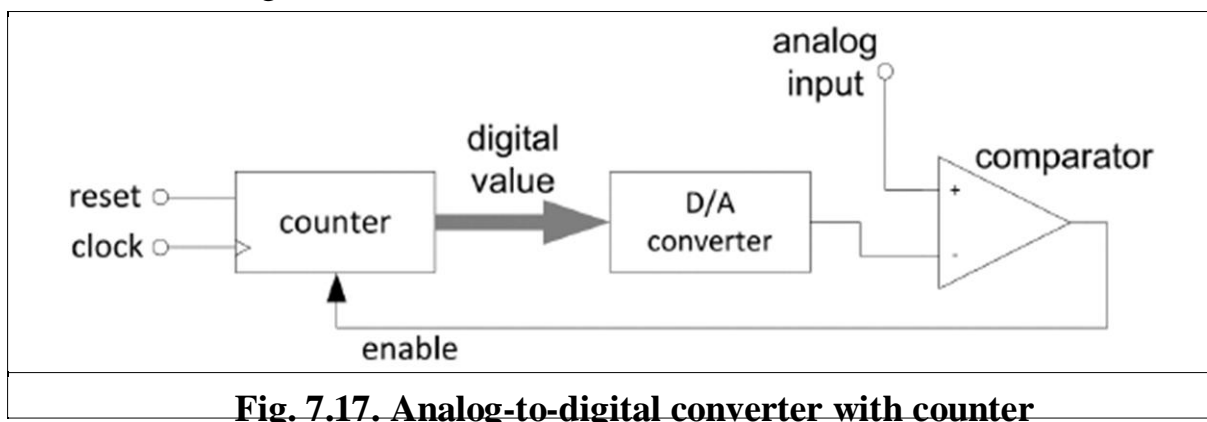 analog
input
comparator
digital
value
reset
clock
counter
D/A
converter
+
-
enable
Fig. 7.17. Analog-to-digital converter with counter